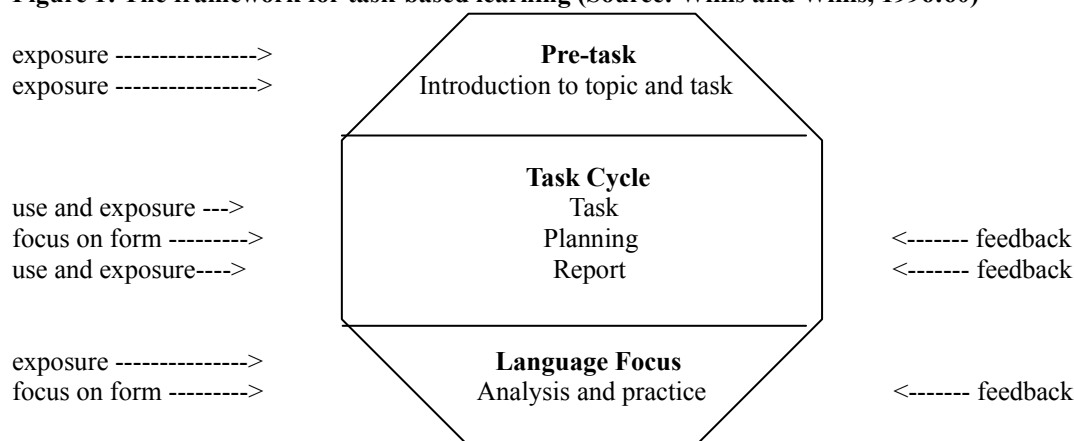 Figure 1: The framework for task-based learning (Source: Willis and Willis, 1996:60)
exposure ----------------> Pre-task
exposure ----------------> Introduction to topic and task
Task Cycle
use and exposure ---> Task
focus on form ---------> Planning <------- feedback
use and exposure----> Report <------- feedback
exposure ---------------> Language Focus
focus on form ---------> Analysis and practice <------- feedback